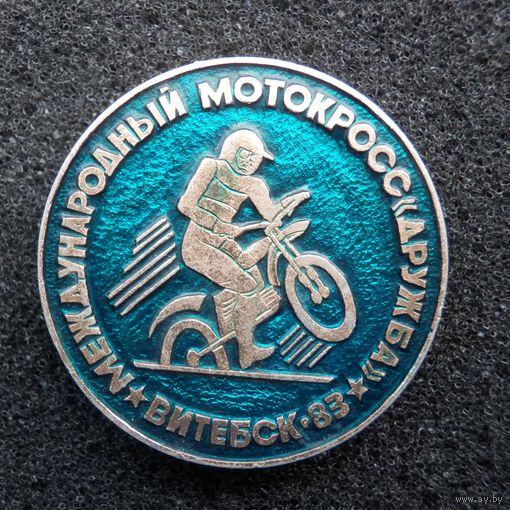 МЕЖДУНАРОДНЫЙ МОТОКРОСС «ДРУЖБА»
★ ВИТЕБСК·83 ★
www.ay.by